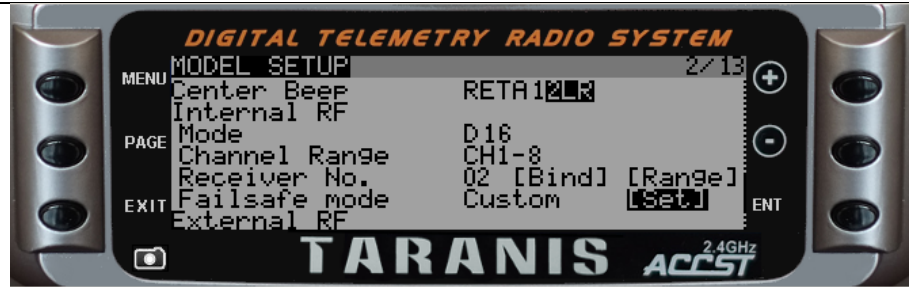 DIGITAL TELEMETRY RADIO SYSTEM
MENU
MODEL SETUP 2/13
+
Center Beep RETA12LR
Internal RF
PAGE
Mode D16
-
Channel Range CH1-8
Receiver No. 02 [Bind] [Range]
EXIT
Failsafe mode Custom [Set]
ENT
External RF
TARANIS
2.4GHz
ACCST